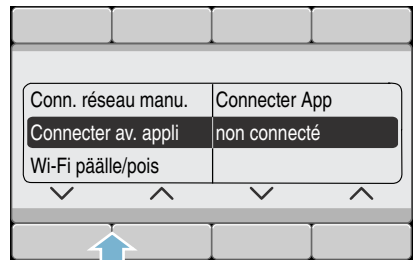 Conn. réseau manu. Connecter App
Connecter av. appli non connecté
Wi-Fi päälle/pois